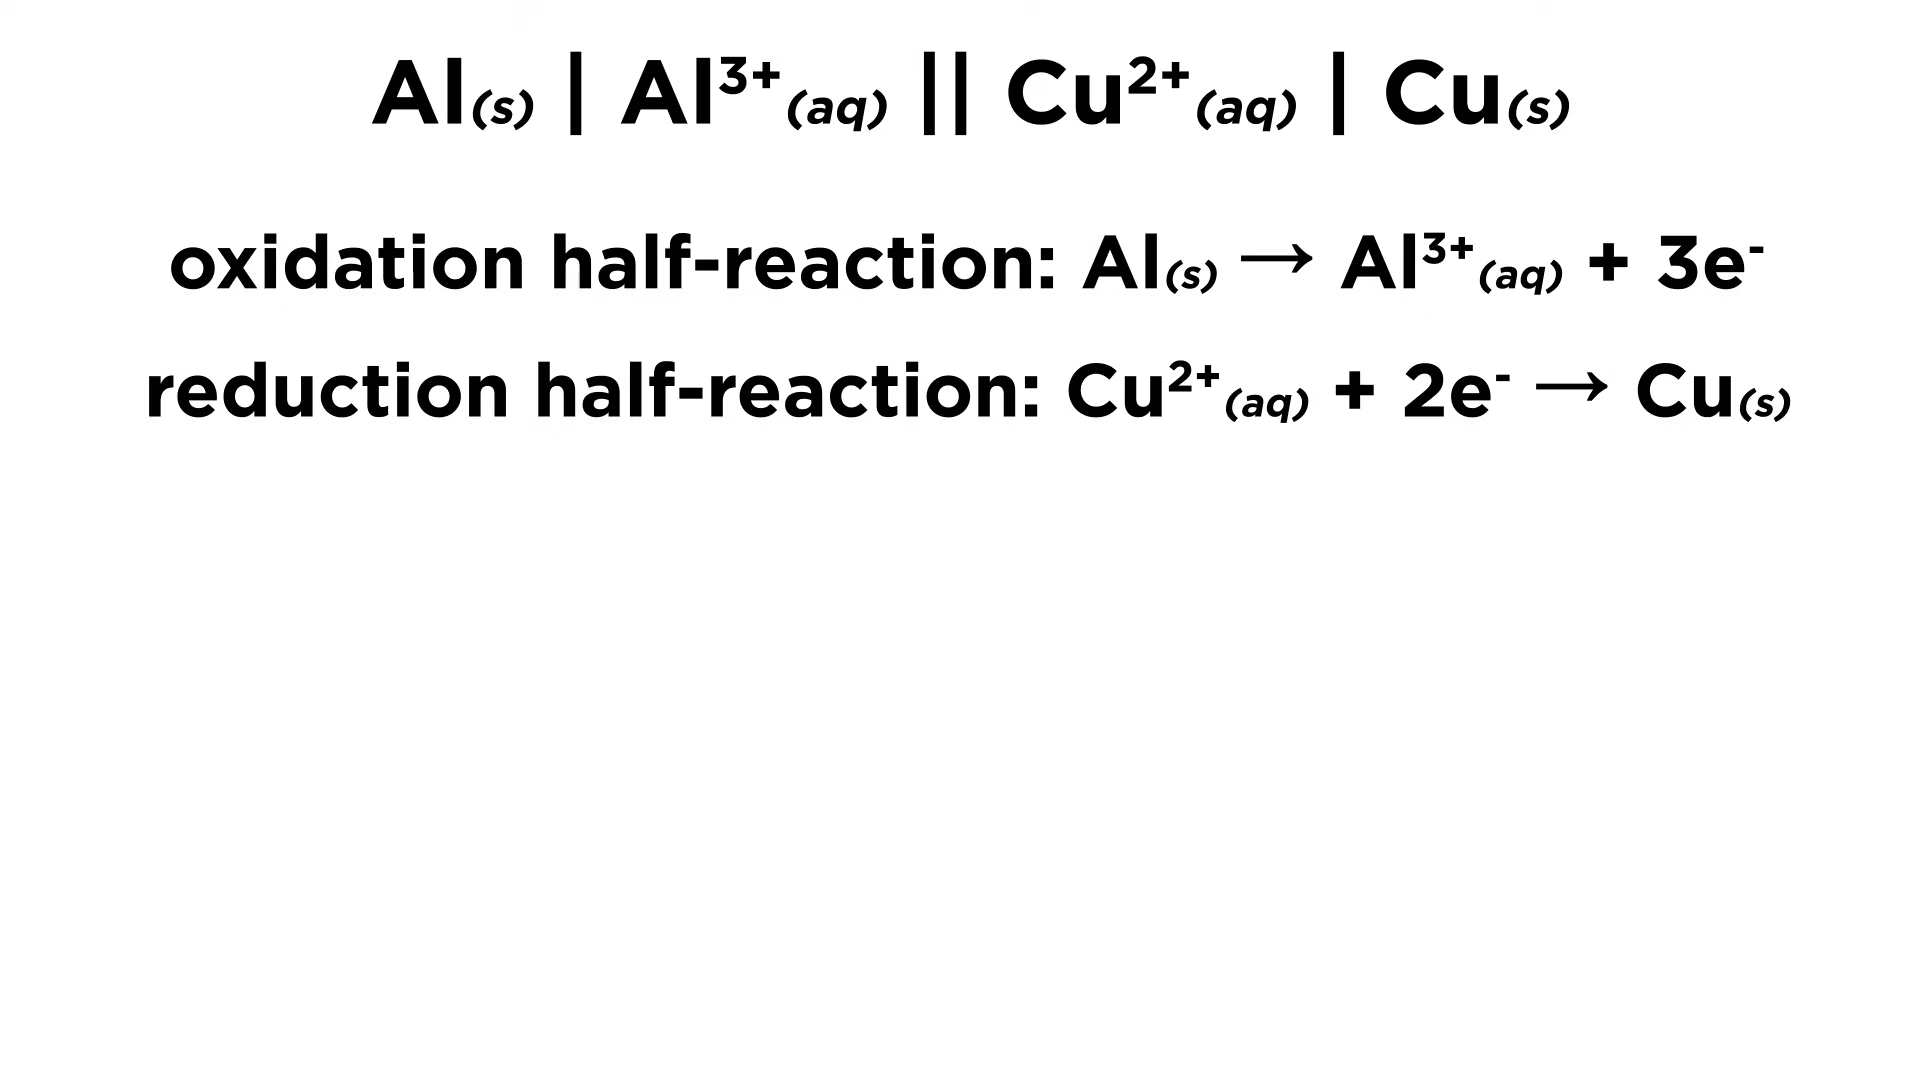 Al(s) | Al³⁺(aq) || Cu²⁺(aq) | Cu(s)
oxidation half-reaction: Al(s) → Al³⁺(aq) + 3e⁻
reduction half-reaction: Cu²⁺(aq) + 2e⁻ → Cu(s)